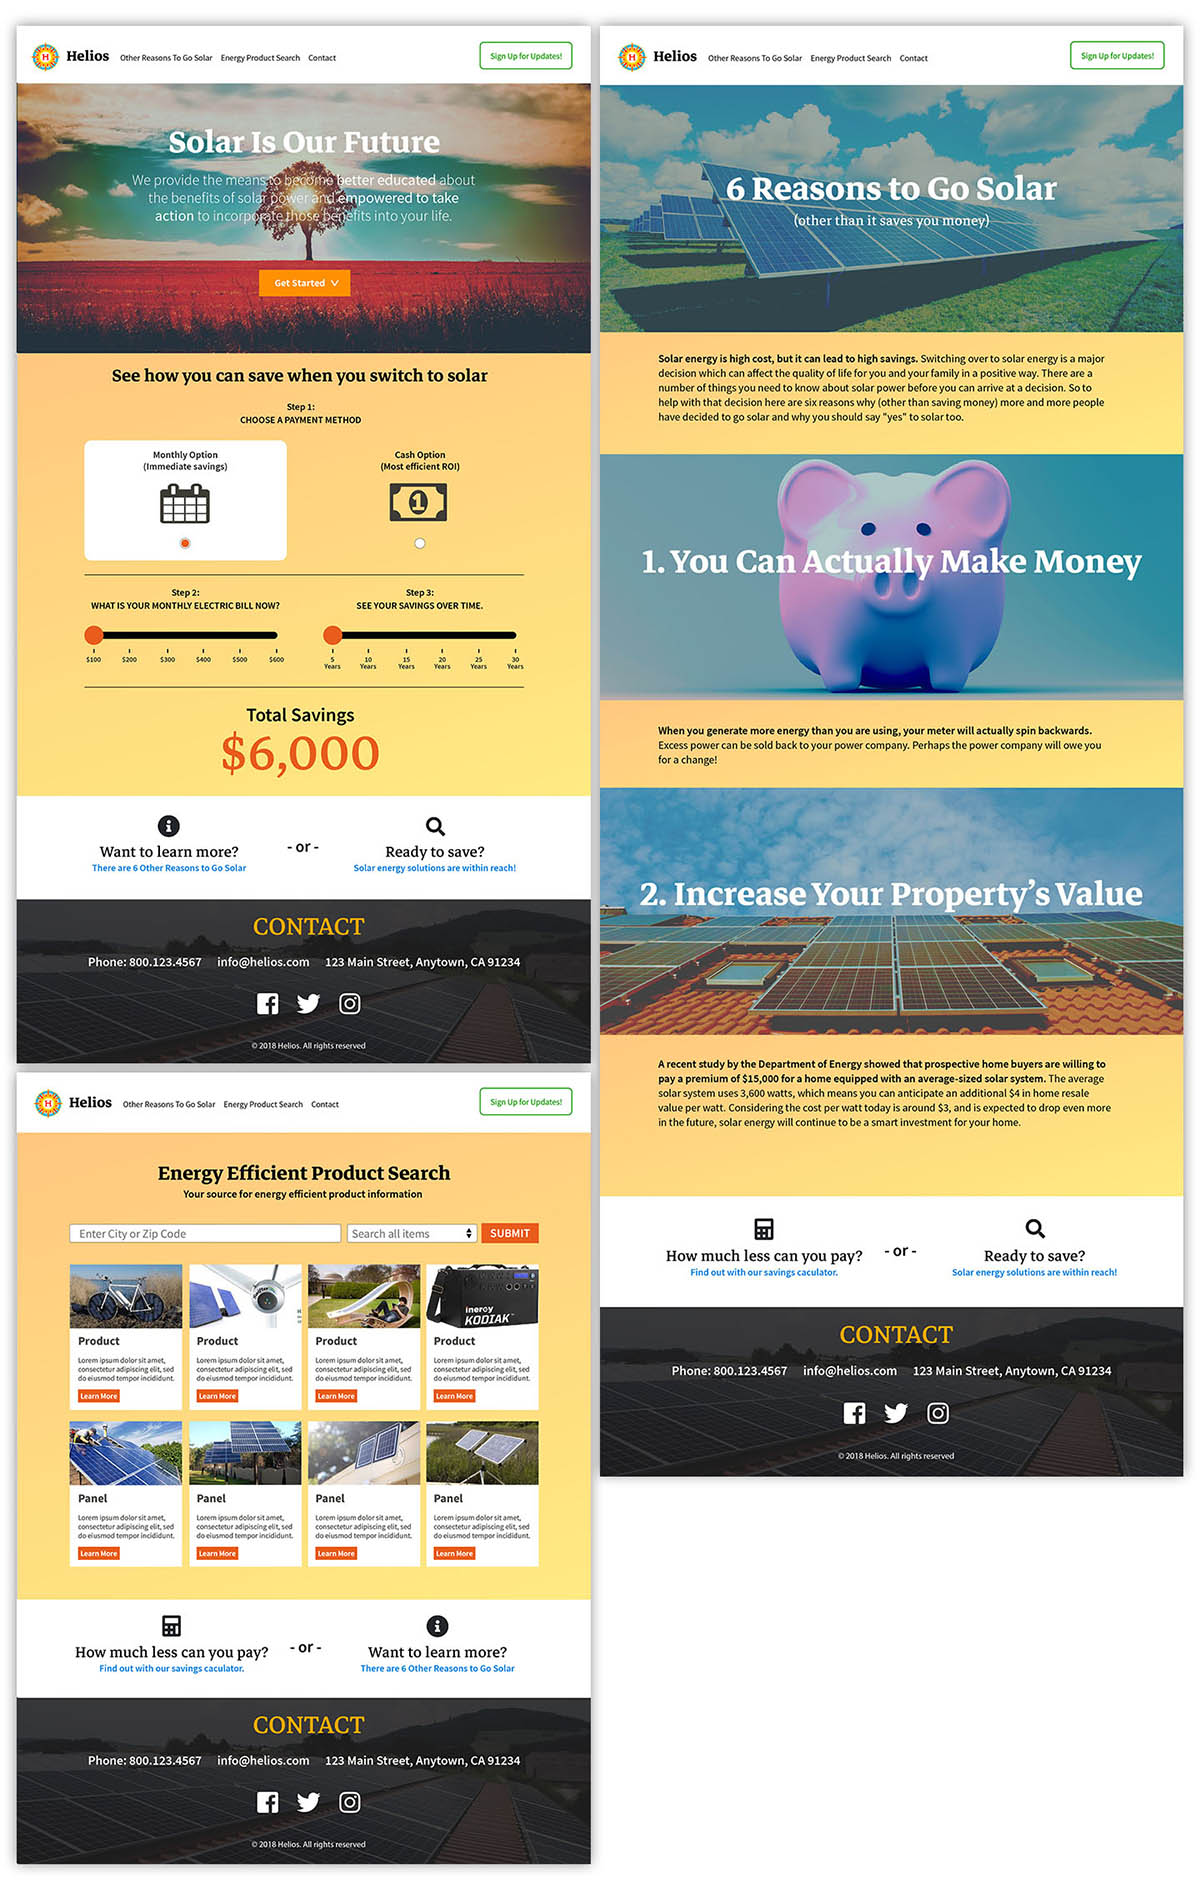 Helios
Other Reasons To Go Solar
Energy Product Search
Contact
Sign Up for Updates!
Solar Is Our Future
We provide the means to become better educated about
the benefits of solar power and empowered to take
action to incorporate those benefits into your life.
Get Started
See how you can save when you switch to solar
Step 1:
CHOOSE A PAYMENT METHOD
Monthly Option
(Immediate savings)
Cash Option
(Most efficient ROI)
1
Step 2:
WHAT IS YOUR MONTHLY ELECTRIC BILL NOW?
$100 $200 $300 $400 $500 $600
Step 3:
SEE YOUR SAVINGS OVER TIME.
5 10 15 20 25 30
Years Years Years Years Years Years
Total Savings
$6,000
Want to learn more?
There are 6 Other Reasons to Go Solar
- or -
Ready to save?
Solar energy solutions are within reach!
CONTACT
Phone: 800.123.4567 info@helios.com 123 Main Street, Anytown, CA 91234
© 2018 Helios. All rights reserved
H
Helios
Other Reasons To Go Solar
Energy Product Search
Contact
Sign Up for Updates!
Energy Efficient Product Search
Your source for energy efficient product information
Enter City or Zip Code
Search all items
SUBMIT
inergy
KODIAK
Product
Lorem ipsum dolor sit amet,
consectetur adipiscing elit, sed
do eiusmod tempor incididunt.
Learn More
Product
Lorem ipsum dolor sit amet,
consectetur adipiscing elit, sed
do eiusmod tempor incididunt.
Learn More
Product
Lorem ipsum dolor sit amet,
consectetur adipiscing elit, sed
do eiusmod tempor incididunt.
Learn More
Product
Lorem ipsum dolor sit amet,
consectetur adipiscing elit, sed
do eiusmod tempor incididunt.
Learn More
Panel
Lorem ipsum dolor sit amet,
consectetur adipiscing elit, sed
do eiusmod tempor incididunt.
Learn More
Panel
Lorem ipsum dolor sit amet,
consectetur adipiscing elit, sed
do eiusmod tempor incididunt.
Learn More
Panel
Lorem ipsum dolor sit amet,
consectetur adipiscing elit, sed
do eiusmod tempor incididunt.
Learn More
Panel
Lorem ipsum dolor sit amet,
consectetur adipiscing elit, sed
do eiusmod tempor incididunt.
Learn More
How much less can you pay?
Find out with our savings caculator.
- or -
Want to learn more?
There are 6 Other Reasons to Go Solar
CONTACT
Phone: 800.123.4567 info@helios.com 123 Main Street, Anytown, CA 91234
© 2018 Helios. All rights reserved
H
Helios
Other Reasons To Go Solar
Energy Product Search
Contact
Sign Up for Updates!
6 Reasons to Go Solar
(other than it saves you money)
Solar energy is high cost, but it can lead to high savings. Switching over to solar energy is a major
decision which can affect the quality of life for you and your family in a positive way. There are a
number of things you need to know about solar power before you can arrive at a decision. So to
help with that decision here are six reasons why (other than saving money) more and more people
have decided to go solar and why you should say "yes" to solar too.
1. You Can Actually Make Money
When you generate more energy than you are using, your meter will actually spin backwards.
Excess power can be sold back to your power company. Perhaps the power company will owe you
for a change!
2. Increase Your Property’s Value
A recent study by the Department of Energy showed that prospective home buyers are willing to
pay a premium of $15,000 for a home equipped with an average-sized solar system. The average
solar system uses 3,600 watts, which means you can anticipate an additional $4 in home resale
value per watt. Considering the cost per watt today is around $3, and is expected to drop even more
in the future, solar energy will continue to be a smart investment for your home.
How much less can you pay?
Find out with our savings caculator.
- or -
Ready to save?
Solar energy solutions are within reach!
CONTACT
Phone: 800.123.4567 info@helios.com 123 Main Street, Anytown, CA 91234
© 2018 Helios. All rights reserved